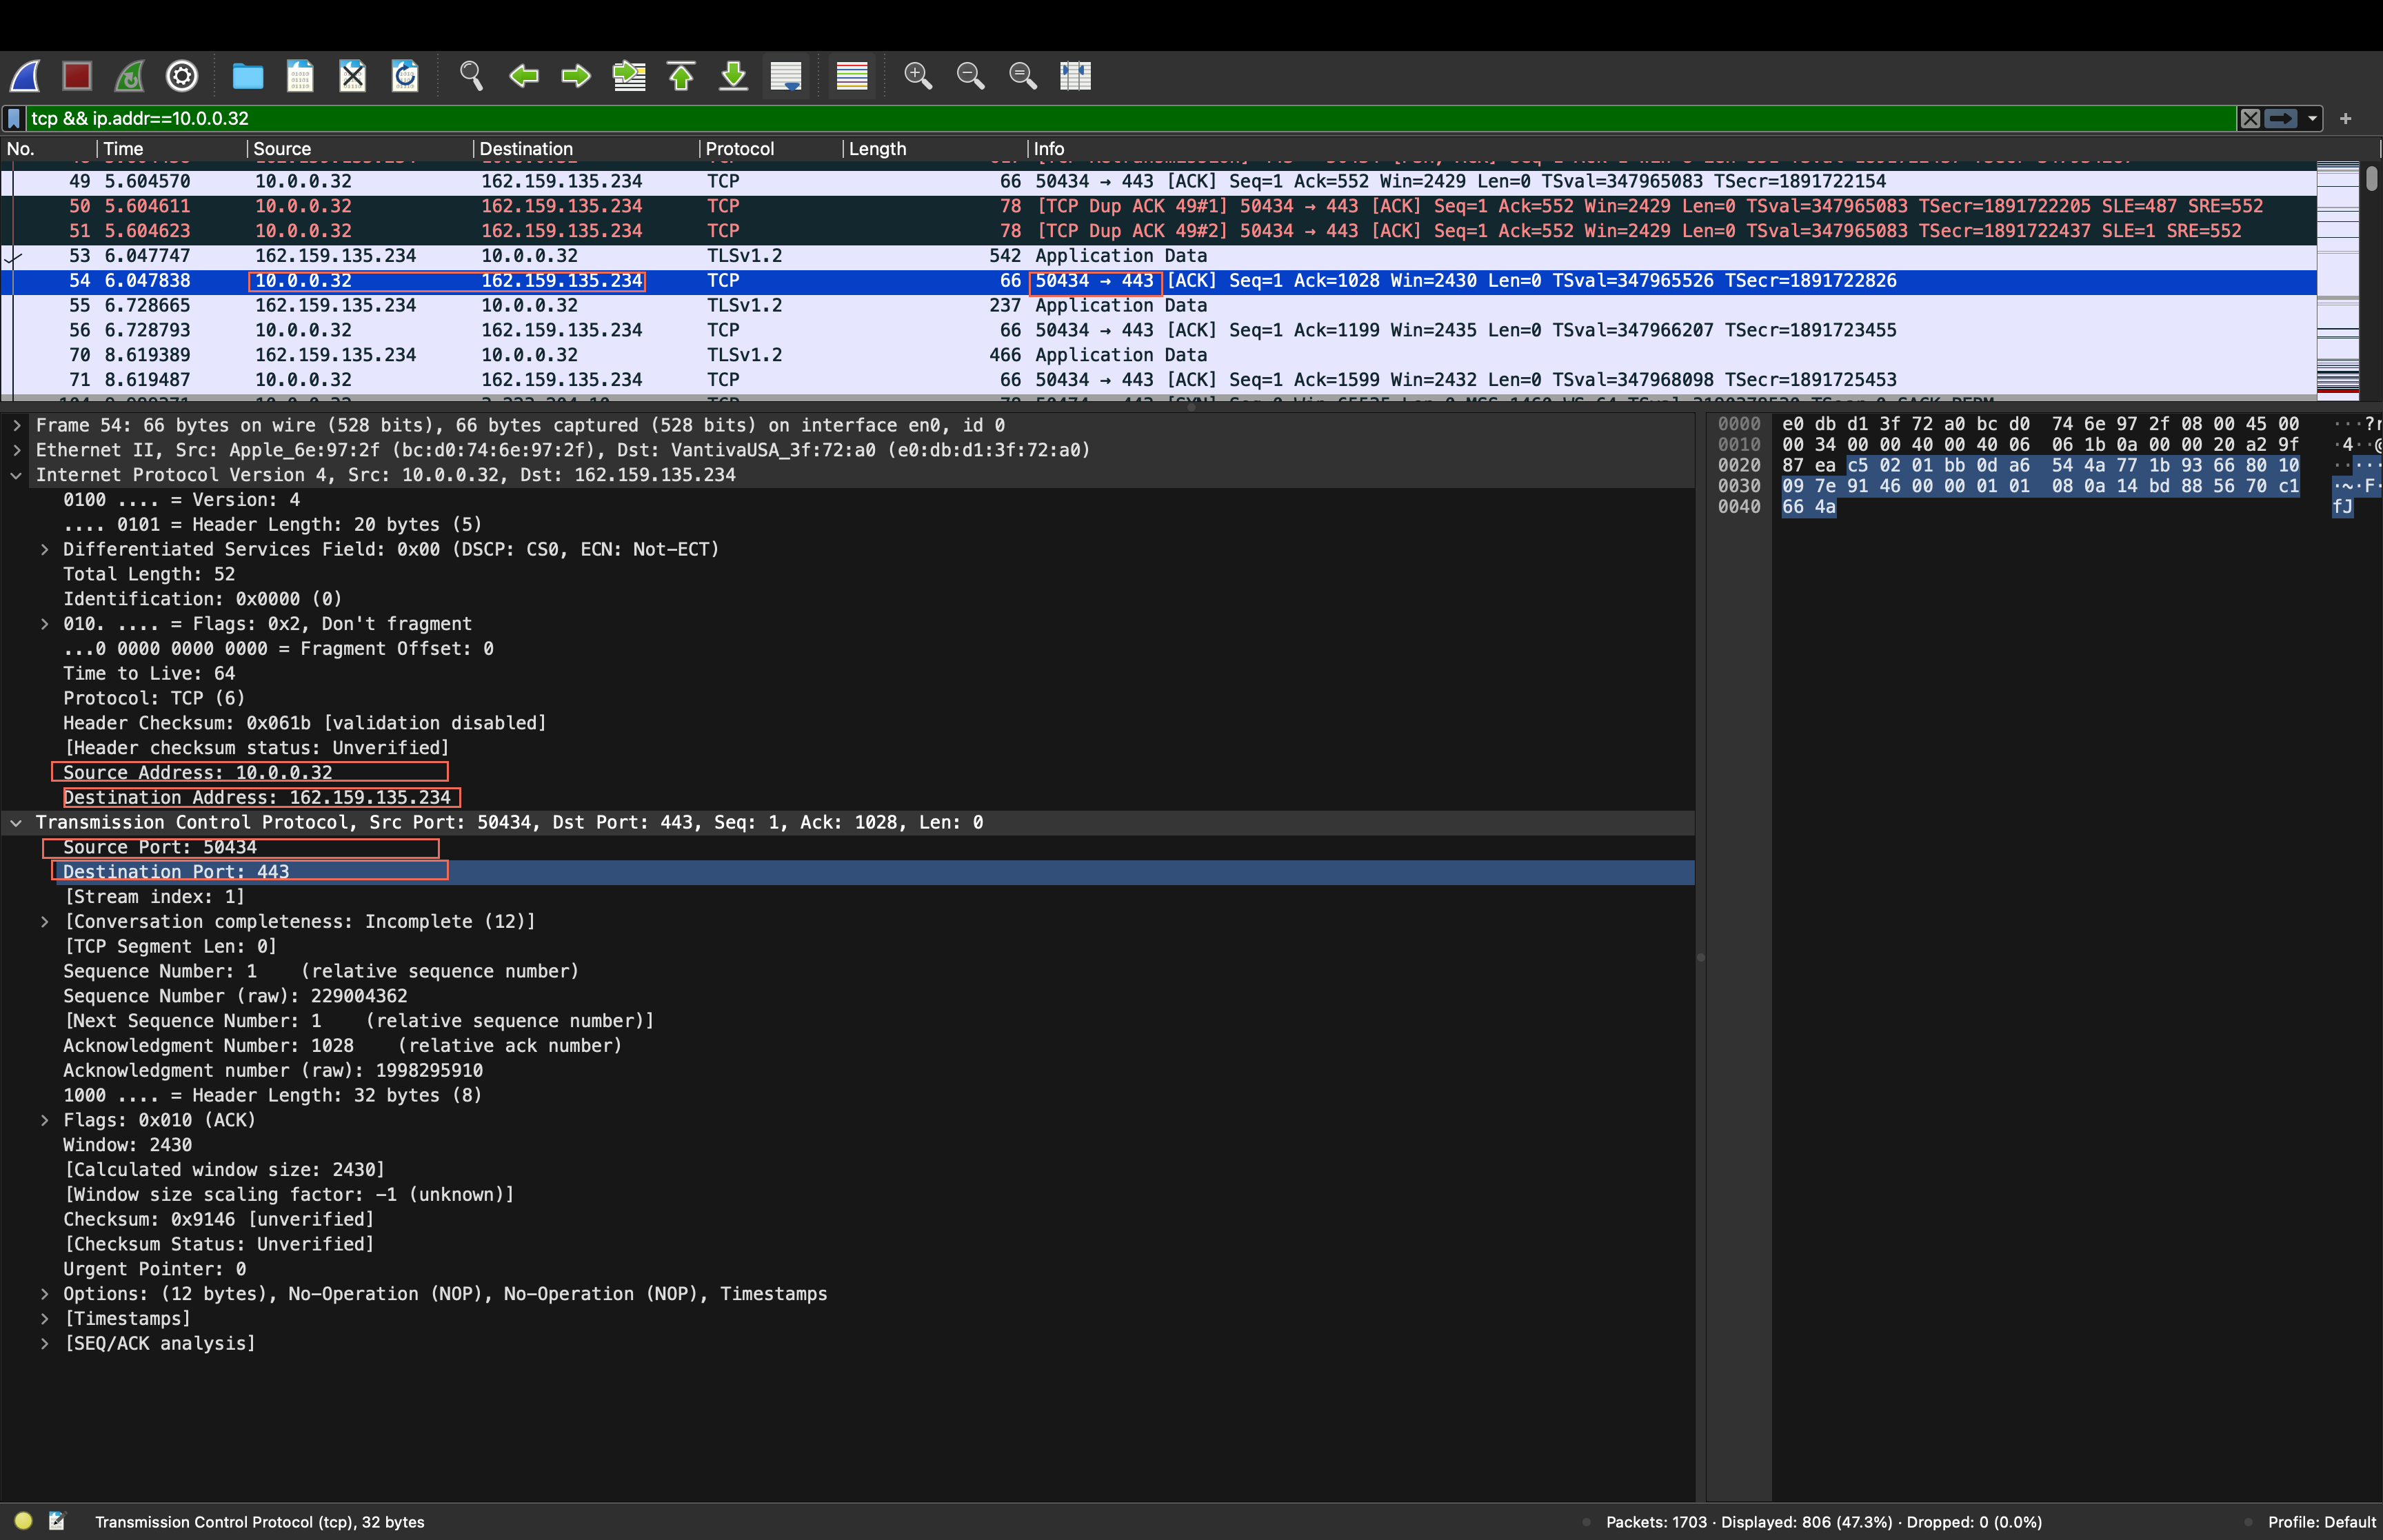 tcp && ip.addr==10.0.0.32
No. Time Source Destination Protocol Length Info
49 5.604570 10.0.0.32 162.159.135.234 TCP 66 50434 → 443 [ACK] Seq=1 Ack=552 Win=2429 Len=0 TSval=347965083 TSecr=1891722154
50 5.604611 10.0.0.32 162.159.135.234 TCP 78 [TCP Dup ACK 49#1] 50434 → 443 [ACK] Seq=1 Ack=552 Win=2429 Len=0 TSval=347965083 TSecr=1891722205 SLE=487 SRE=552
51 5.604623 10.0.0.32 162.159.135.234 TCP 78 [TCP Dup ACK 49#2] 50434 → 443 [ACK] Seq=1 Ack=552 Win=2429 Len=0 TSval=347965083 TSecr=1891722437 SLE=1 SRE=552
53 6.047747 162.159.135.234 10.0.0.32 TLSv1.2 542 Application Data
54 6.047838 10.0.0.32 162.159.135.234 TCP 66 50434 → 443 [ACK] Seq=1 Ack=1028 Win=2430 Len=0 TSval=347965526 TSecr=1891722826
55 6.728665 162.159.135.234 10.0.0.32 TLSv1.2 237 Application Data
56 6.728793 10.0.0.32 162.159.135.234 TCP 66 50434 → 443 [ACK] Seq=1 Ack=1199 Win=2435 Len=0 TSval=347966207 TSecr=1891723455
70 8.619389 162.159.135.234 10.0.0.32 TLSv1.2 466 Application Data
71 8.619487 10.0.0.32 162.159.135.234 TCP 66 50434 → 443 [ACK] Seq=1 Ack=1599 Win=2432 Len=0 TSval=347968098 TSecr=1891725453
Frame 54: 66 bytes on wire (528 bits), 66 bytes captured (528 bits) on interface en0, id 0
Ethernet II, Src: Apple_6e:97:2f (bc:d0:74:6e:97:2f), Dst: VantivaUSA_3f:72:a0 (e0:db:d1:3f:72:a0)
Internet Protocol Version 4, Src: 10.0.0.32, Dst: 162.159.135.234
0100 .... = Version: 4
.... 0101 = Header Length: 20 bytes (5)
Differentiated Services Field: 0x00 (DSCP: CS0, ECN: Not-ECT)
Total Length: 52
Identification: 0x0000 (0)
010. .... = Flags: 0x2, Don't fragment
...0 0000 0000 0000 = Fragment Offset: 0
Time to Live: 64
Protocol: TCP (6)
Header Checksum: 0x061b [validation disabled]
[Header checksum status: Unverified]
Source Address: 10.0.0.32
Destination Address: 162.159.135.234
Transmission Control Protocol, Src Port: 50434, Dst Port: 443, Seq: 1, Ack: 1028, Len: 0
Source Port: 50434
Destination Port: 443
[Stream index: 1]
[Conversation completeness: Incomplete (12)]
[TCP Segment Len: 0]
Sequence Number: 1 (relative sequence number)
Sequence Number (raw): 229004362
[Next Sequence Number: 1 (relative sequence number)]
Acknowledgment Number: 1028 (relative ack number)
Acknowledgment number (raw): 1998295910
1000 .... = Header Length: 32 bytes (8)
Flags: 0x010 (ACK)
Window: 2430
[Calculated window size: 2430]
[Window size scaling factor: -1 (unknown)]
Checksum: 0x9146 [unverified]
[Checksum Status: Unverified]
Urgent Pointer: 0
Options: (12 bytes), No-Operation (NOP), No-Operation (NOP), Timestamps
[Timestamps]
[SEQ/ACK analysis]
0000 e0 db d1 3f 72 a0 bc d0 74 6e 97 2f 08 00 45 00 ···?r
0010 00 34 00 00 40 00 40 06 06 1b 0a 00 00 20 a2 9f ·4··@
0020 87 ea c5 02 01 bb 0d a6 54 4a 77 1b 93 66 80 10 ·····
0030 09 7e 91 46 00 00 01 01 08 0a 14 bd 88 56 70 c1 ·~·F·
0040 66 4a fJ
Transmission Control Protocol (tcp), 32 bytes
Packets: 1703 · Displayed: 806 (47.3%) · Dropped: 0 (0.0%)
Profile: Default